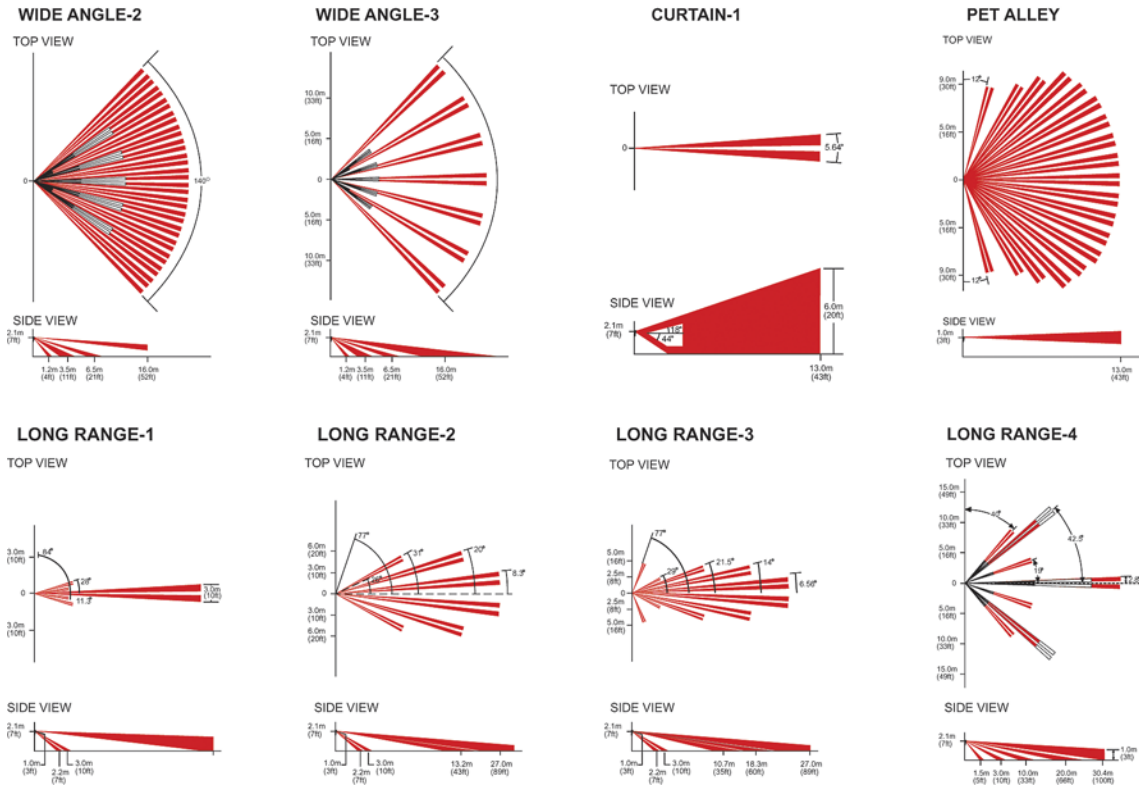 WIDE ANGLE-2
TOP VIEW
0
140°
SIDE VIEW
2.1m
(7ft)
1.2m
(4ft)
3.5m
(11ft)
6.5m
(21ft)
16.0m
(52ft)
WIDE ANGLE-3
TOP VIEW
10.0m
(33ft)
5.0m
(16ft)
0
5.0m
(16ft)
10.0m
(33ft)
SIDE VIEW
2.1m
(7ft)
1.2m
(4ft)
3.5m
(11ft)
6.5m
(21ft)
16.0m
(52ft)
CURTAIN-1
TOP VIEW
0
5.64°
SIDE VIEW
2.1m
(7ft)
18°
44°
6.0m
(20ft)
13.0m
(43ft)
PET ALLEY
TOP VIEW
9.0m
(30ft)
12°
5.0m
(16ft)
0
5.0m
(16ft)
9.0m
(30ft)
12°
SIDE VIEW
1.0m
(3ft)
13.0m
(43ft)
LONG RANGE-1
TOP VIEW
3.0m
(10ft)
84°
28°
0
11.3°
3.0m
(10ft)
3.0m
(10ft)
SIDE VIEW
2.1m
(7ft)
1.0m
(3ft)
2.2m
(7ft)
3.0m
(10ft)
LONG RANGE-2
TOP VIEW
77°
31°
20°
6.0m
(20ft)
3.0m
(10ft)
8.3°
0
3.0m
(10ft)
6.0m
(20ft)
SIDE VIEW
2.1m
(7ft)
1.0m
(3ft)
2.2m
(7ft)
3.0m
(10ft)
13.2m
(43ft)
27.0m
(89ft)
LONG RANGE-3
TOP VIEW
77°
5.0m
(16ft)
29°
21.5°
14°
2.5m
(8ft)
6.56°
0
2.5m
(8ft)
5.0m
(16ft)
SIDE VIEW
2.1m
(7ft)
1.0m
(3ft)
2.2m
(7ft)
3.0m
(10ft)
10.7m
(35ft)
18.3m
(60ft)
27.0m
(89ft)
LONG RANGE-4
TOP VIEW
15.0m
(49ft)
10.0m
(33ft)
42.5°
5.0m
(16ft)
0
5.0m
(16ft)
10.0m
(33ft)
15.0m
(49ft)
SIDE VIEW
2.1m
(7ft)
1.0m
(3ft)
1.5m
(5ft)
3.0m
(10ft)
10.0m
(33ft)
20.0m
(66ft)
30.4m
(100ft)